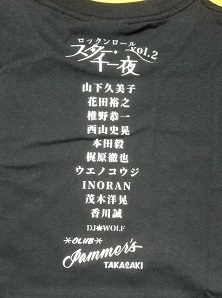 ロックンロール
スター・千一夜 vol.2
山下久美子
花田裕之
椎野恭一
西山史晃
本田毅
梶原徹也
ウエノコウジ
INORAN
茂木洋晃
香川誠
DJ★WOLF
*CLUB*
Jammer's
TAKASAKI